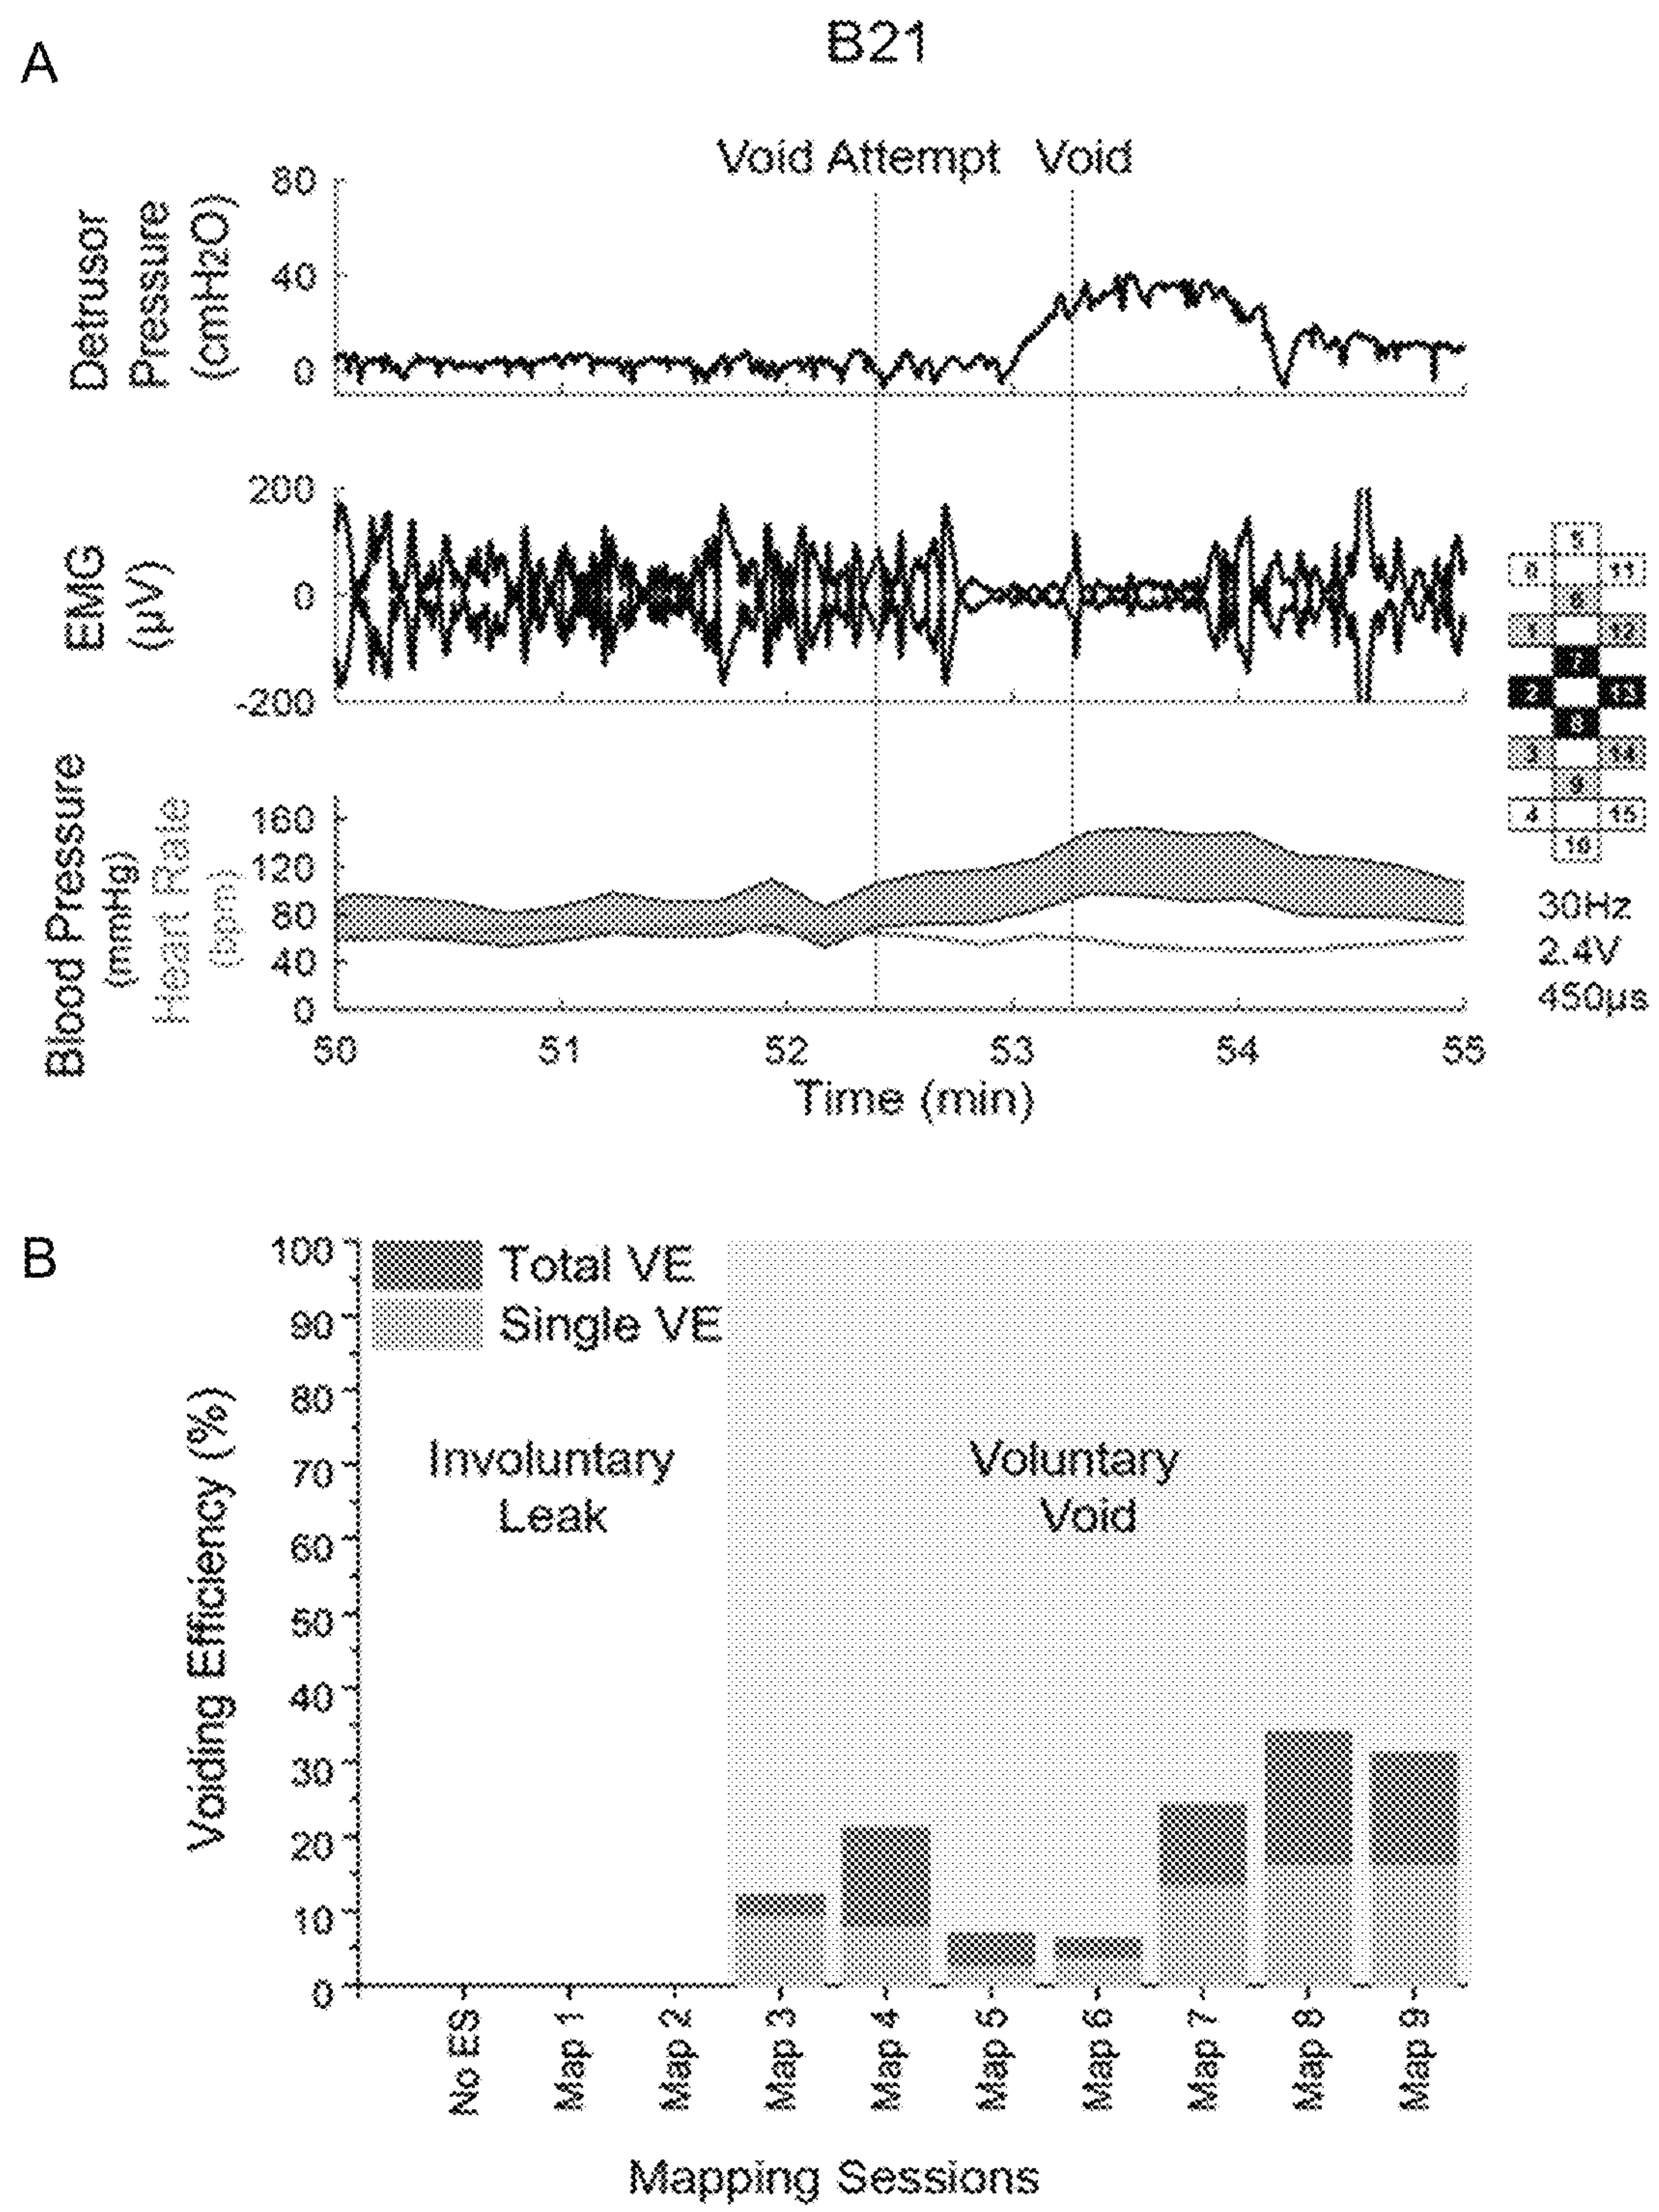 B21
A
Void Attempt Void
Detrusor
Pressure
(cmH2O)
80
40
0
EMG
(µV)
200
0
-200
Blood Pressure
(mmHg)
Heart Rate
(bpm)
160
120
80
40
0
50 51 52 53 54 55
Time (min)
5
0 11
6
1 12
7
2 13
8
3 14
9
4 15
10
30Hz
2.4V
450µs
B
Total VE
Single VE
Involuntary
Leak
Voluntary
Void
Voiding Efficiency (%)
100
90
80
70
60
50
40
30
20
10
0
No ES
Map 1
Map 2
Map 3
Map 4
Map 5
Map 6
Map 7
Map 8
Map 9
Mapping Sessions